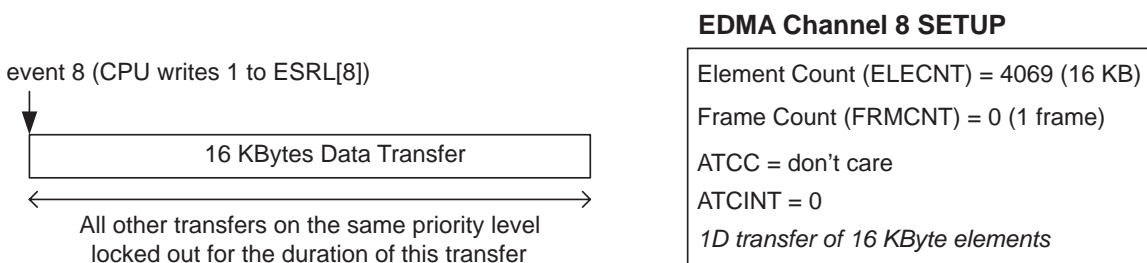 event 8 (CPU writes 1 to ESRL[8])
16 KBytes Data Transfer
All other transfers on the same priority level
locked out for the duration of this transfer
EDMA Channel 8 SETUP
Element Count (ELECNT) = 4069 (16 KB)
Frame Count (FRMCNT) = 0 (1 frame)
ATCC = don't care
ATCINT = 0
1D transfer of 16 KByte elements